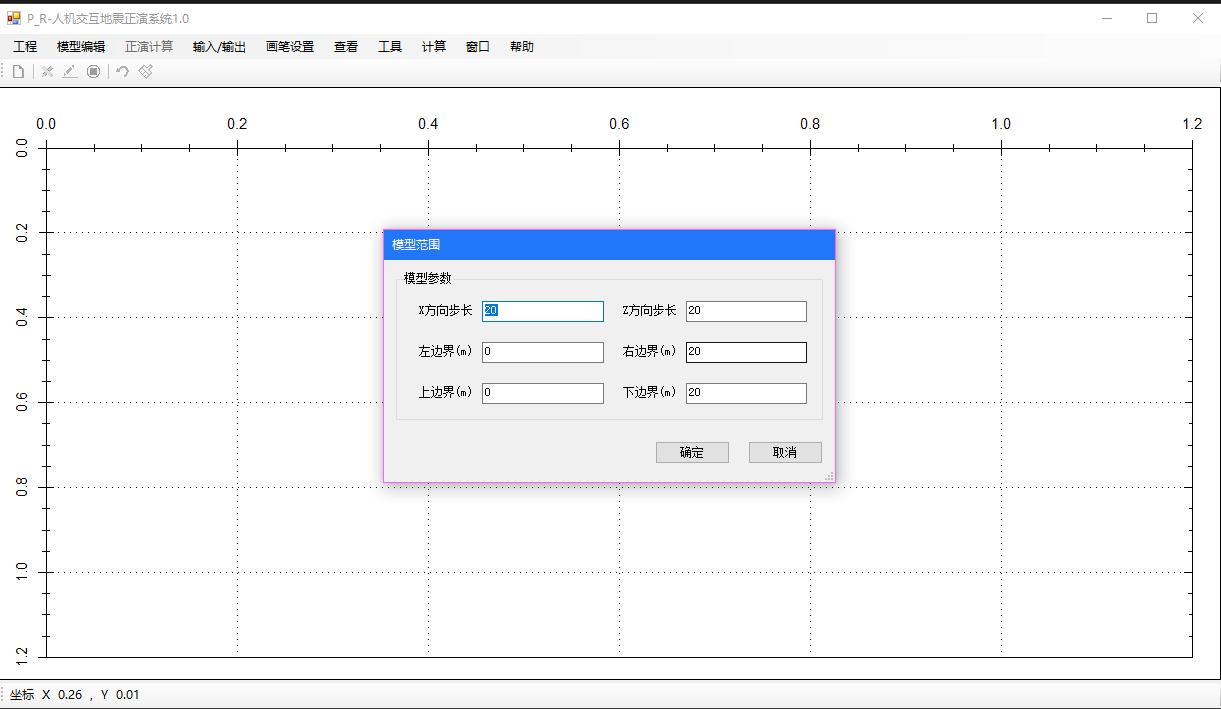 P_R-人机交互地震正演系统1.0
工程 模型编辑 正演计算 输入/输出 画笔设置 查看 工具 计算 窗口 帮助
0.0 0.2 0.4 0.6 0.8 1.0 1.2
0.0
0.2
0.4
0.6
0.8
1.0
1.2
模型范围
模型参数
X方向步长 20 Z方向步长 20
左边界(m) 0 右边界(m) 20
上边界(m) 0 下边界(m) 20
确定 取消
坐标 X 0.26 , Y 0.01